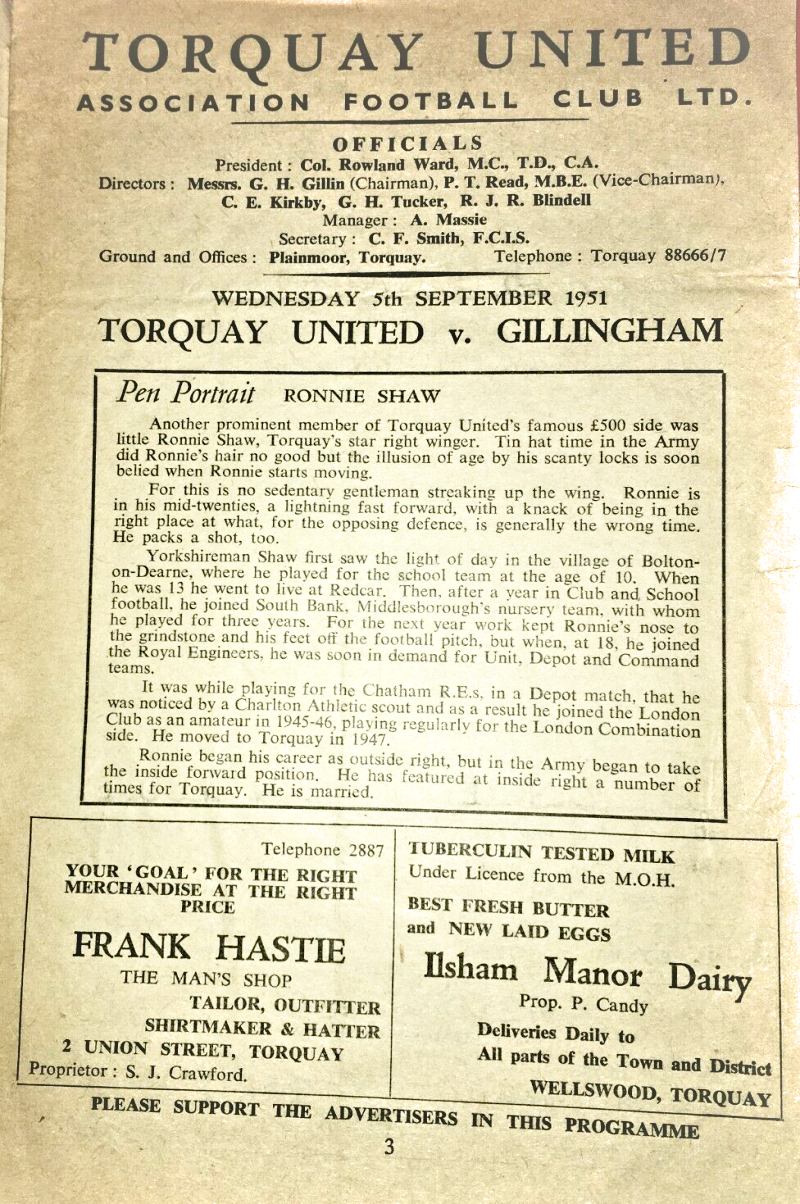 TORQUAY UNITED
ASSOCIATION FOOTBALL CLUB LTD.
OFFICIALS
President : Col. Rowland Ward, M.C., T.D., C.A.
Directors : Messrs. G. H. Gillin (Chairman), P. T. Read, M.B.E. (Vice-Chairman),
C. E. Kirkby, G. H. Tucker, R. J. R. Blindell
Manager : A. Massie
Secretary : C. F. Smith, F.C.I.S.
Ground and Offices : Plainmoor, Torquay. Telephone : Torquay 88666/7
WEDNESDAY 5th SEPTEMBER 1951
TORQUAY UNITED v. GILLINGHAM
Pen Portrait RONNIE SHAW
Another prominent member of Torquay United's famous £500 side was
little Ronnie Shaw, Torquay's star right winger. Tin hat time in the Army
did Ronnie's hair no good but the illusion of age by his scanty locks is soon
belied when Ronnie starts moving.
For this is no sedentary gentleman streaking up the wing. Ronnie is
in his mid-twenties, a lightning fast forward, with a knack of being in the
right place at what, for the opposing defence, is generally the wrong time.
He packs a shot, too.
Yorkshireman Shaw first saw the light of day in the village of Bolton-
on-Dearne, where he played for the school team at the age of 10. When
he was 13 he went to live at Redcar. Then, after a year in Club and School
football, he joined South Bank, Middlesborough's nursery team, with whom
he played for three years. For the next year work kept Ronnie's nose to
the grindstone and his feet off the football pitch, but when, at 18, he joined
the Royal Engineers, he was soon in demand for Unit, Depot and Command
teams.
It was while playing for the Chatham R.E.s, in a Depot match, that he
was noticed by a Charlton Athletic scout and as a result he joined the London
Club as an amateur in 1945-46, playing regularly for the London Combination
side. He moved to Torquay in 1947.
Ronnie began his career as outside right, but in the Army began to take
the inside forward position. He has featured at inside right a number of
times for Torquay. He is married.
Telephone 2887
YOUR 'GOAL' FOR THE RIGHT
MERCHANDISE AT THE RIGHT
PRICE
FRANK HASTIE
THE MAN'S SHOP
TAILOR, OUTFITTER
SHIRTMAKER & HATTER
2 UNION STREET, TORQUAY
Proprietor : S. J. Crawford.
TUBERCULIN TESTED MILK
Under Licence from the M.O.H.
BEST FRESH BUTTER
and NEW LAID EGGS
Ilsham Manor Dairy
Prop. P. Candy
Deliveries Daily to
All parts of the Town and District
WELLSWOOD, TORQUAY
PLEASE SUPPORT THE ADVERTISERS IN THIS PROGRAMME
3